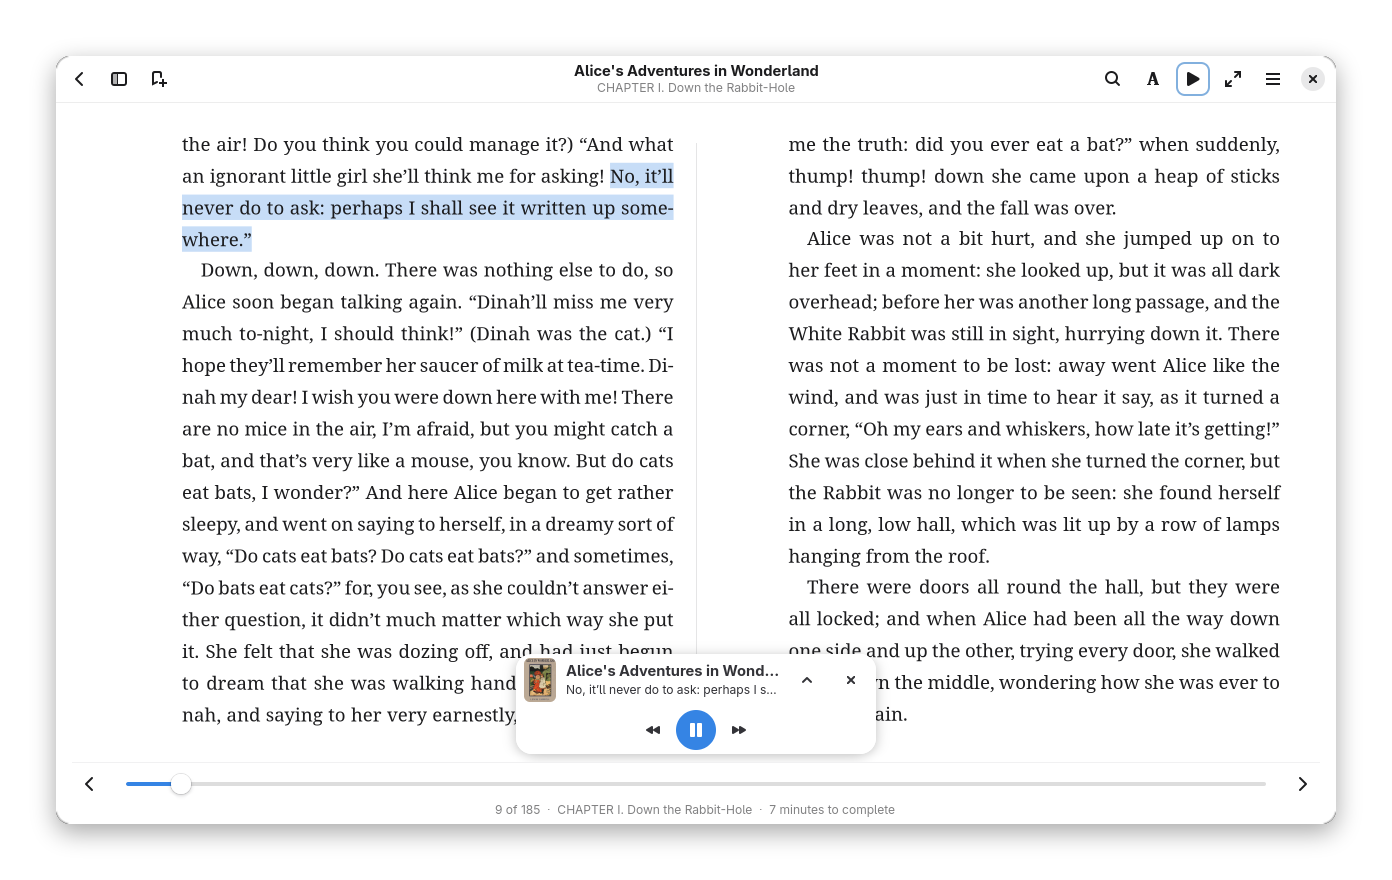 Alice's Adventures in Wonderland
CHAPTER I. Down the Rabbit-Hole
A
the air! Do you think you could manage it?) “And what
an ignorant little girl she’ll think me for asking! No, it’ll
never do to ask: perhaps I shall see it written up some-
where.”
Down, down, down. There was nothing else to do, so
Alice soon began talking again. “Dinah’ll miss me very
much to-night, I should think!” (Dinah was the cat.) “I
hope they’ll remember her saucer of milk at tea-time. Di-
nah my dear! I wish you were down here with me! There
are no mice in the air, I’m afraid, but you might catch a
bat, and that’s very like a mouse, you know. But do cats
eat bats, I wonder?” And here Alice began to get rather
sleepy, and went on saying to herself, in a dreamy sort of
way, “Do cats eat bats? Do cats eat bats?” and sometimes,
“Do bats eat cats?” for, you see, as she couldn’t answer ei-
ther question, it didn’t much matter which way she put
it. She felt that she was dozing off, and had just begun
to dream that she was walking hand
nah, and saying to her very earnestly,
me the truth: did you ever eat a bat?” when suddenly,
thump! thump! down she came upon a heap of sticks
and dry leaves, and the fall was over.
Alice was not a bit hurt, and she jumped up on to
her feet in a moment: she looked up, but it was all dark
overhead; before her was another long passage, and the
White Rabbit was still in sight, hurrying down it. There
was not a moment to be lost: away went Alice like the
wind, and was just in time to hear it say, as it turned a
corner, “Oh my ears and whiskers, how late it’s getting!”
She was close behind it when she turned the corner, but
the Rabbit was no longer to be seen: she found herself
in a long, low hall, which was lit up by a row of lamps
hanging from the roof.
There were doors all round the hall, but they were
all locked; and when Alice had been all the way down
one side and up the other, trying every door, she walked
n the middle, wondering how she was ever to
ain.
Alice's Adventures in Wond...
No, it’ll never do to ask: perhaps I s...
9 of 185 · CHAPTER I. Down the Rabbit-Hole · 7 minutes to complete